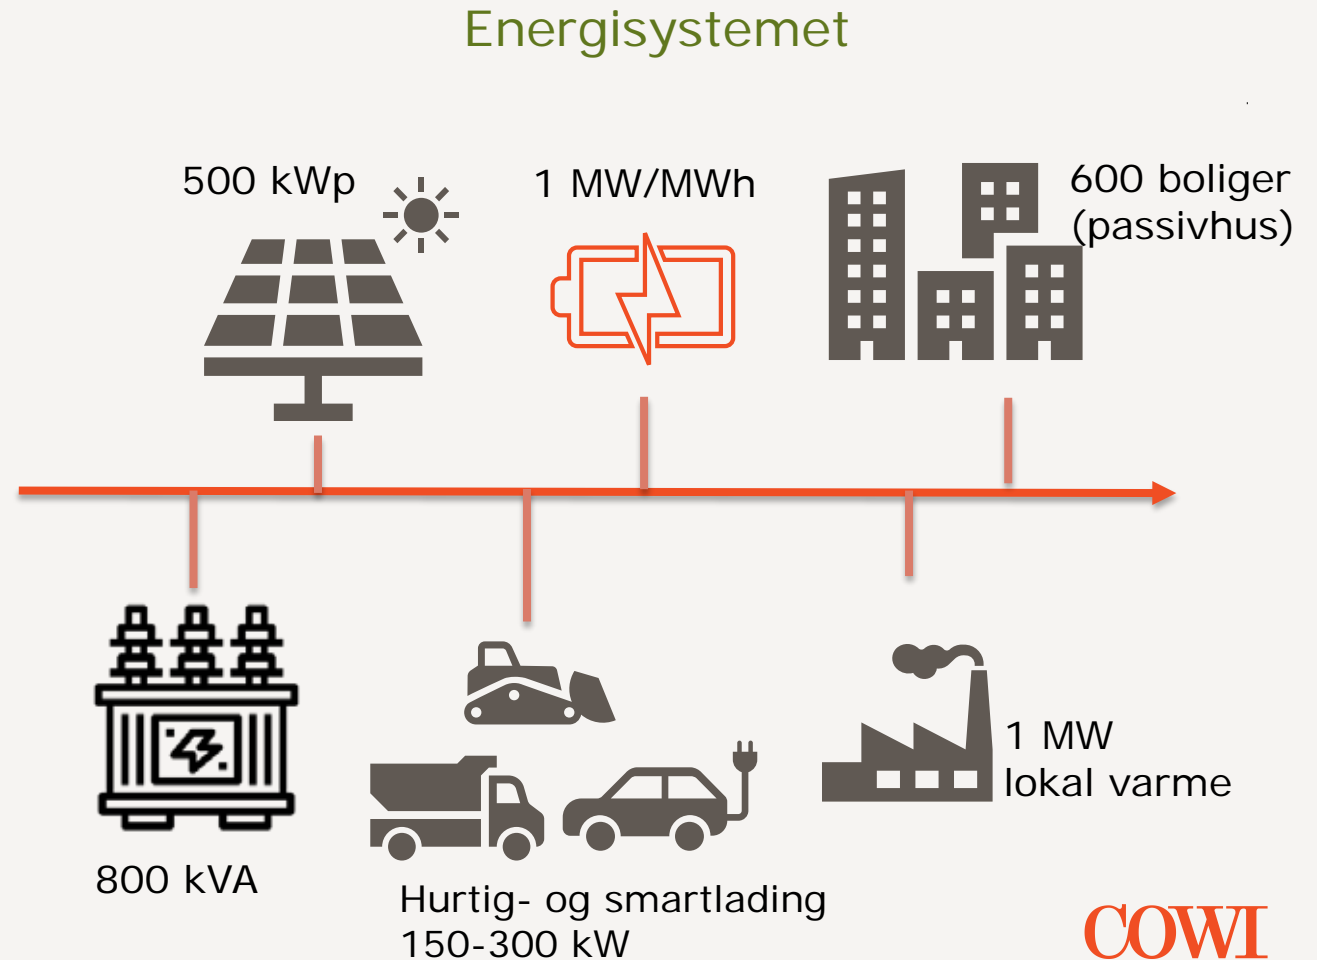 Energisystemet
500 kWp
1 MW/MWh
600 boliger
(passivhus)
800 kVA
Hurtig- og smartlading
150-300 kW
1 MW
lokal varme
COWI